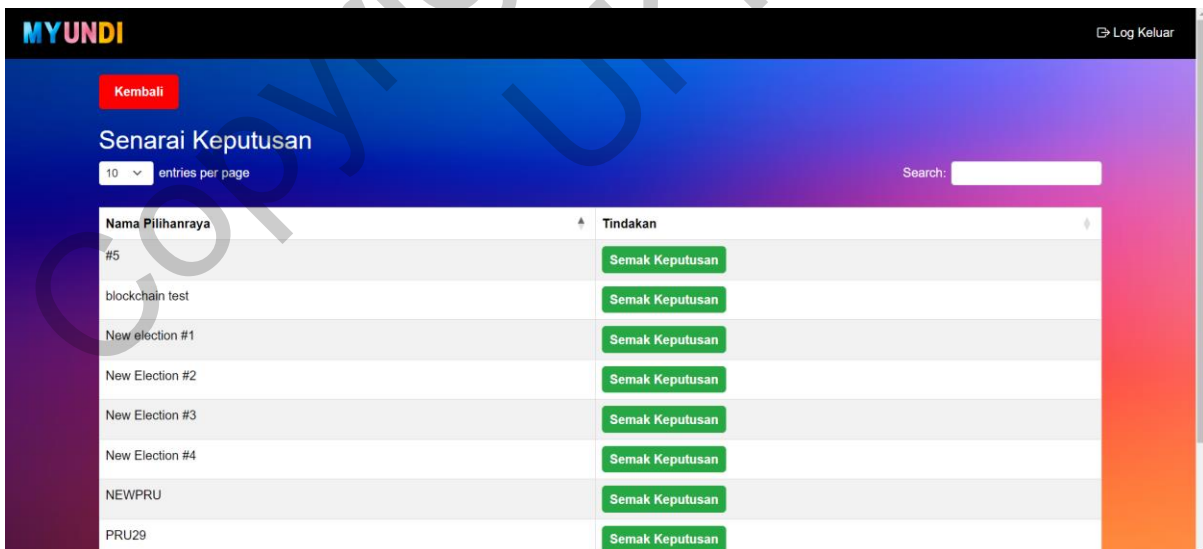 MYUNDI Log Keluar
Kembali
Senarai Keputusan
10 entries per page Search:
Nama Pilihanraya Tindakan
#5 Semak Keputusan
blockchain test Semak Keputusan
New election #1 Semak Keputusan
New Election #2 Semak Keputusan
New Election #3 Semak Keputusan
New Election #4 Semak Keputusan
NEWPRU Semak Keputusan
PRU29 Semak Keputusan